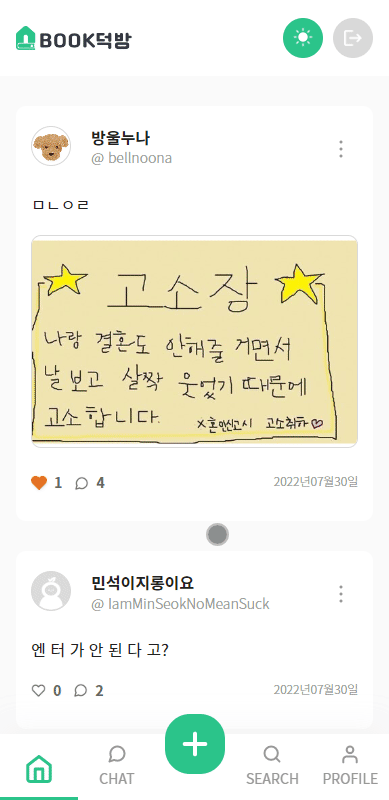 BOOK덕방
방울누나
@ bellnoona
ㅁㄴㅇㄹ
고소장
나랑 결혼도 안해줄 거면서
날 보고 살짝 웃었기 때문에
고소합니다.
※혼인신고시 고소취하♡
1 4
2022년07월30일
민석이지롱이요
@ IamMinSeokNoMeanSuck
엔 터 가 안 된 다 고?
0 2
2022년07월30일
CHAT SEARCH PROFILE